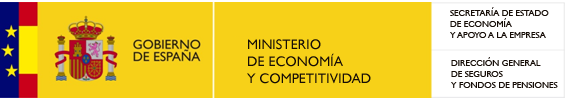 GOBIERNO
DE ESPAÑA
MINISTERIO
DE ECONOMÍA
Y COMPETITIVIDAD
SECRETARÍA DE ESTADO
DE ECONOMÍA
Y APOYO A LA EMPRESA
DIRECCIÓN GENERAL
DE SEGUROS
Y FONDOS DE PENSIONES